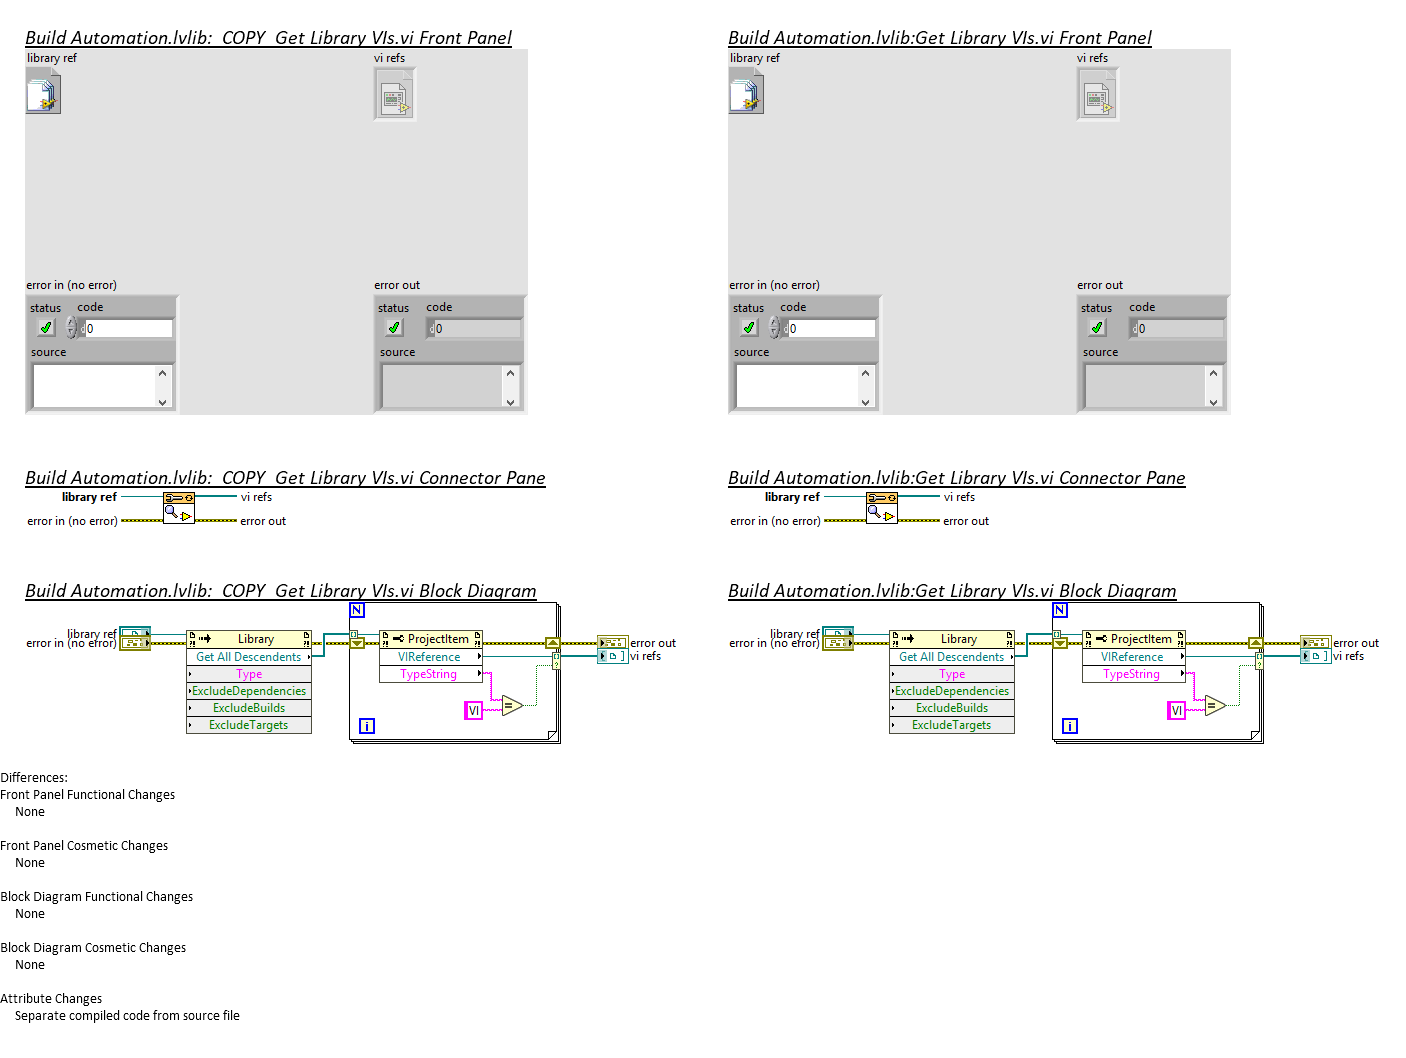 Build Automation.lvlib:  COPY  Get Library VIs.vi Front Panel
library ref
vi refs
error in (no error)
error out
status code
d 0
source
status code
d 0
source
Build Automation.lvlib:Get Library VIs.vi Front Panel
library ref
vi refs
error in (no error)
error out
status code
d 0
source
status code
d 0
source
Build Automation.lvlib:  COPY  Get Library VIs.vi Connector Pane
library ref
vi refs
error in (no error)
error out
Build Automation.lvlib:Get Library VIs.vi Connector Pane
library ref
vi refs
error in (no error)
error out
Build Automation.lvlib:  COPY  Get Library VIs.vi Block Diagram
N
library ref
error in (no error)
Library
Get All Descendents
Type
ExcludeDependencies
ExcludeBuilds
ExcludeTargets
ProjectItem
VIReference
TypeString
VI
=
?
i
error out
vi refs
Build Automation.lvlib:Get Library VIs.vi Block Diagram
N
library ref
error in (no error)
Library
Get All Descendents
Type
ExcludeDependencies
ExcludeBuilds
ExcludeTargets
ProjectItem
VIReference
TypeString
VI
=
?
i
error out
vi refs
Differences:
Front Panel Functional Changes
None
Front Panel Cosmetic Changes
None
Block Diagram Functional Changes
None
Block Diagram Cosmetic Changes
None
Attribute Changes
Separate compiled code from source file